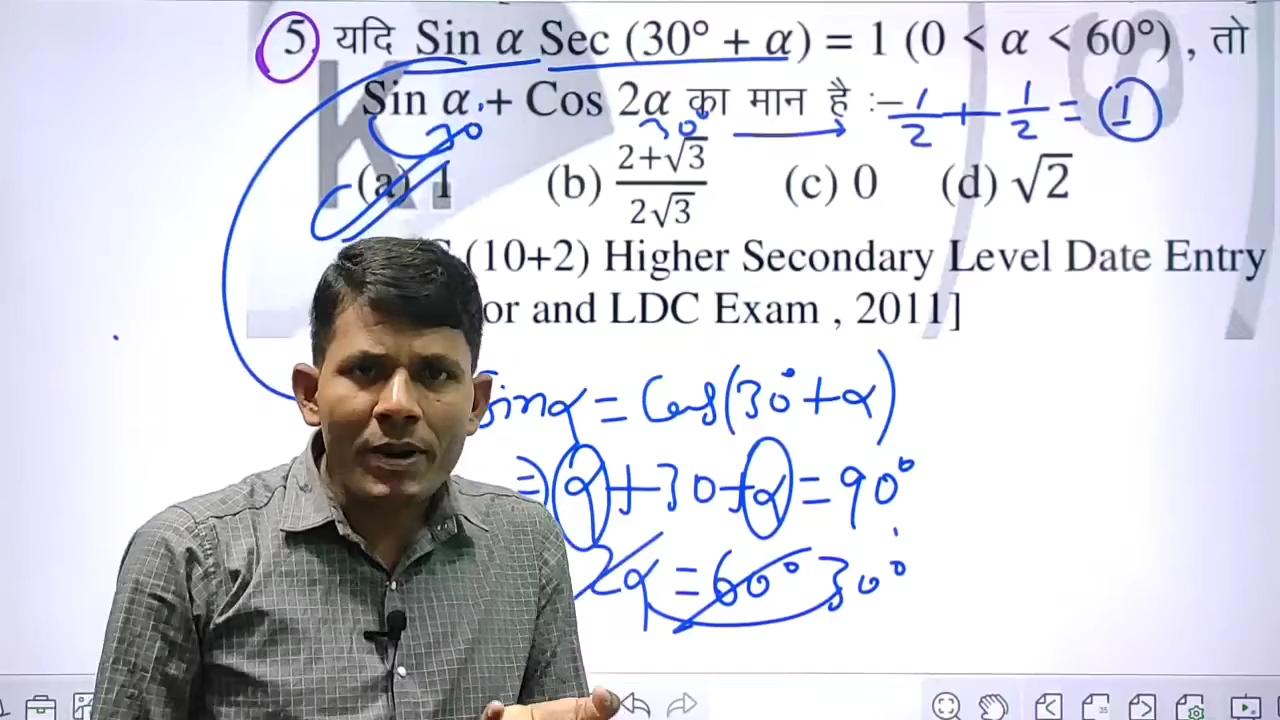 5. यदि Sin α Sec (30° + α) = 1 (0 < α < 60°) , तो
Sin α + Cos 2α का मान है :- 1/2 + 1/2 = 1
30 30°
(a) 1 (b) 2+√3/2√3 (c) 0 (d) √2
(10+2) Higher Secondary Level Date Entry
or and LDC Exam , 2011]
Sinα = Cos(30°+α)
⇒ α+30+α = 90°
2α = 60° 30°